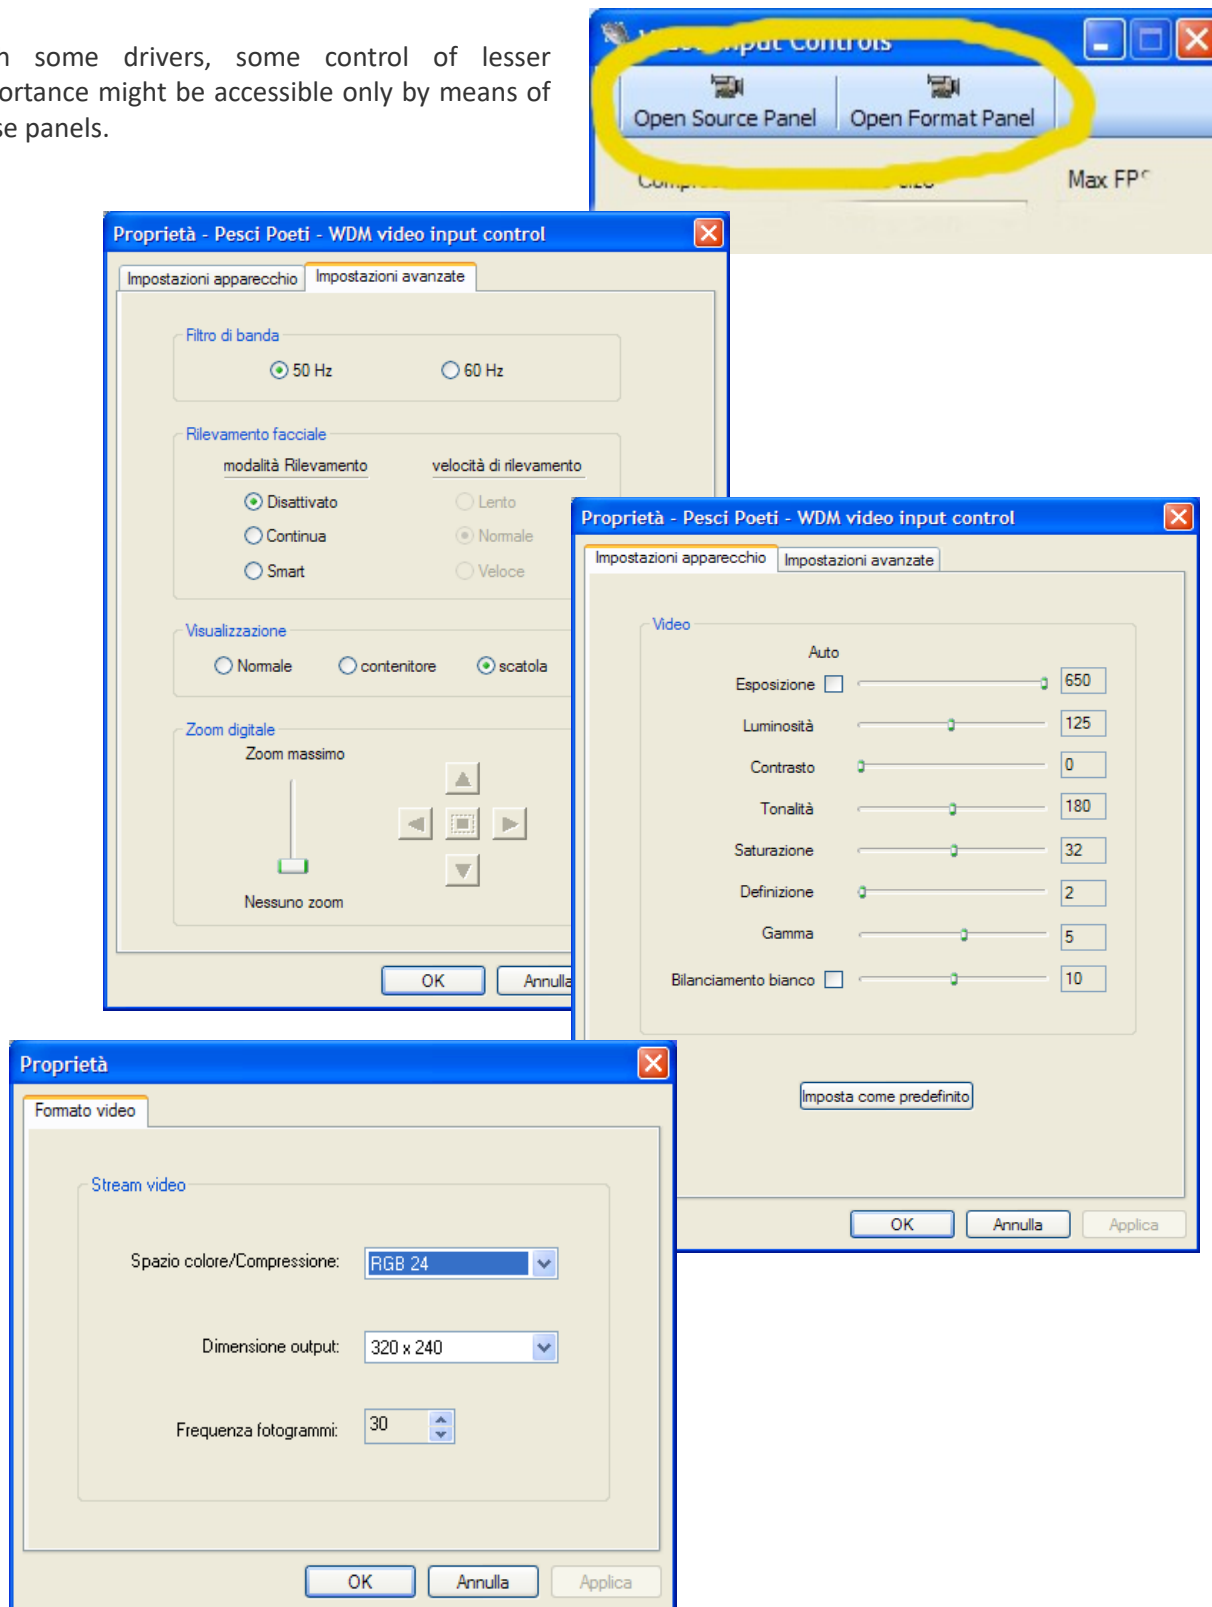 some drivers, some control of lesser
might be accessible only by means of
panels.
Input Controls
Open Source Panel Open Format Panel
Max
Proprietà - Pesci Poeti - WDM video input control
Impostazioni apparecchio Impostazioni avanzate
Filtro di banda
50 Hz 60 Hz
Rilevamento facciale
modalità Rilevamento velocità di rilevamento
Disattivato Lento
Continua Normale
Smart Veloce
Visualizzazione
Normale contenitore scatola
Zoom digitale
Zoom massimo
Nessuno zoom
OK Annulla
Proprietà - Pesci Poeti - WDM video input control
Impostazioni apparecchio Impostazioni avanzate
Video
Auto
Esposizione 650
Luminosità 125
Contrasto 0
Tonalità 180
Saturazione 32
Definizione 2
Gamma 5
Bilanciamento bianco 10
Imposta come predefinito
OK Annulla Applica
Proprietà
Formato video
Stream video
Spazio colore/Compressione: RGB 24
Dimensione output: 320 x 240
Frequenza fotogrammi: 30
OK Annulla Applica